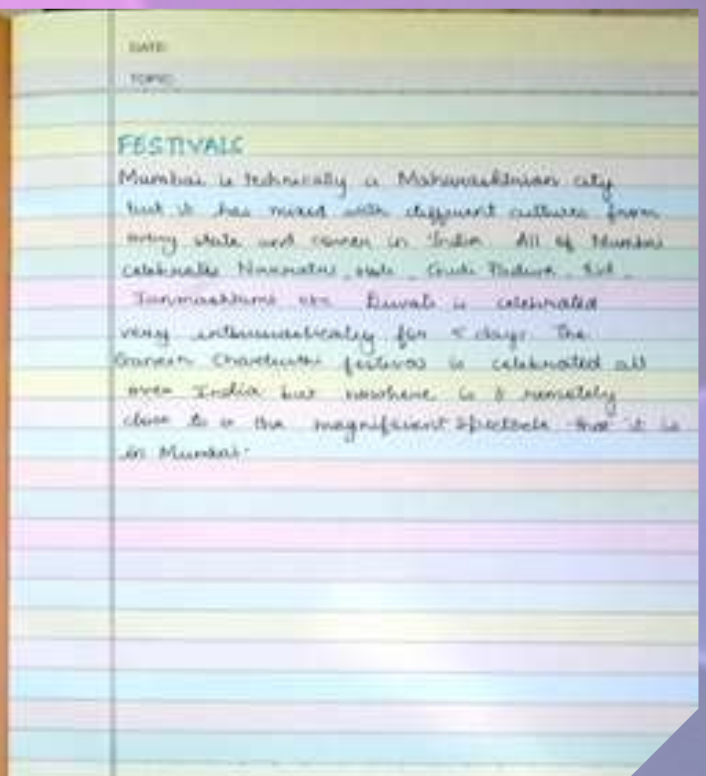 DATE:
TOPIC:
FESTIVALS
Mumbai is technically a Maharashtrian city
but it has mixed with different cultures from
every state and corner in India. All of Mumbai
celebrates Navratri, Holi, Gudi Padwa, Eid,
Janmashtami etc. Diwali is celebrated
very enthusiastically for 5 days. The
Ganesh Chaturthi festival is celebrated all
over India but nowhere is it remotely
close to the magnificent spectacle that it is
in Mumbai.